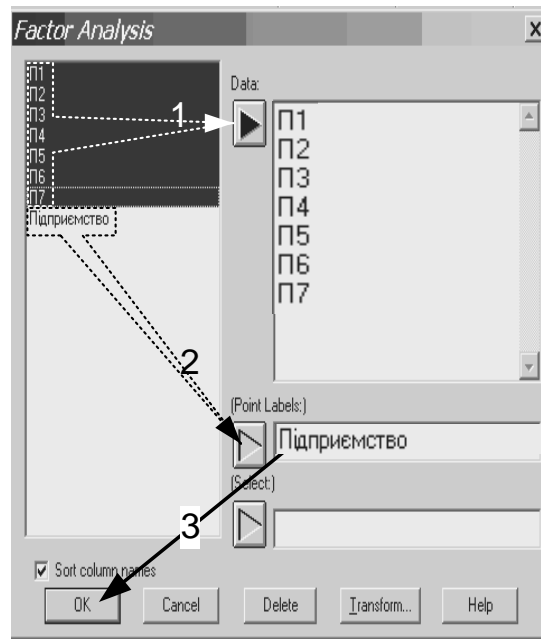 Factor Analysis
X
П1
П2
П3
П4
П5
П6
П7
Підприємство
1
Data:
П1
П2
П3
П4
П5
П6
П7
2
(Point Labels:)
Підприємство
(Select:)
3
Sort column names
OK
Cancel
Delete
Transform...
Help